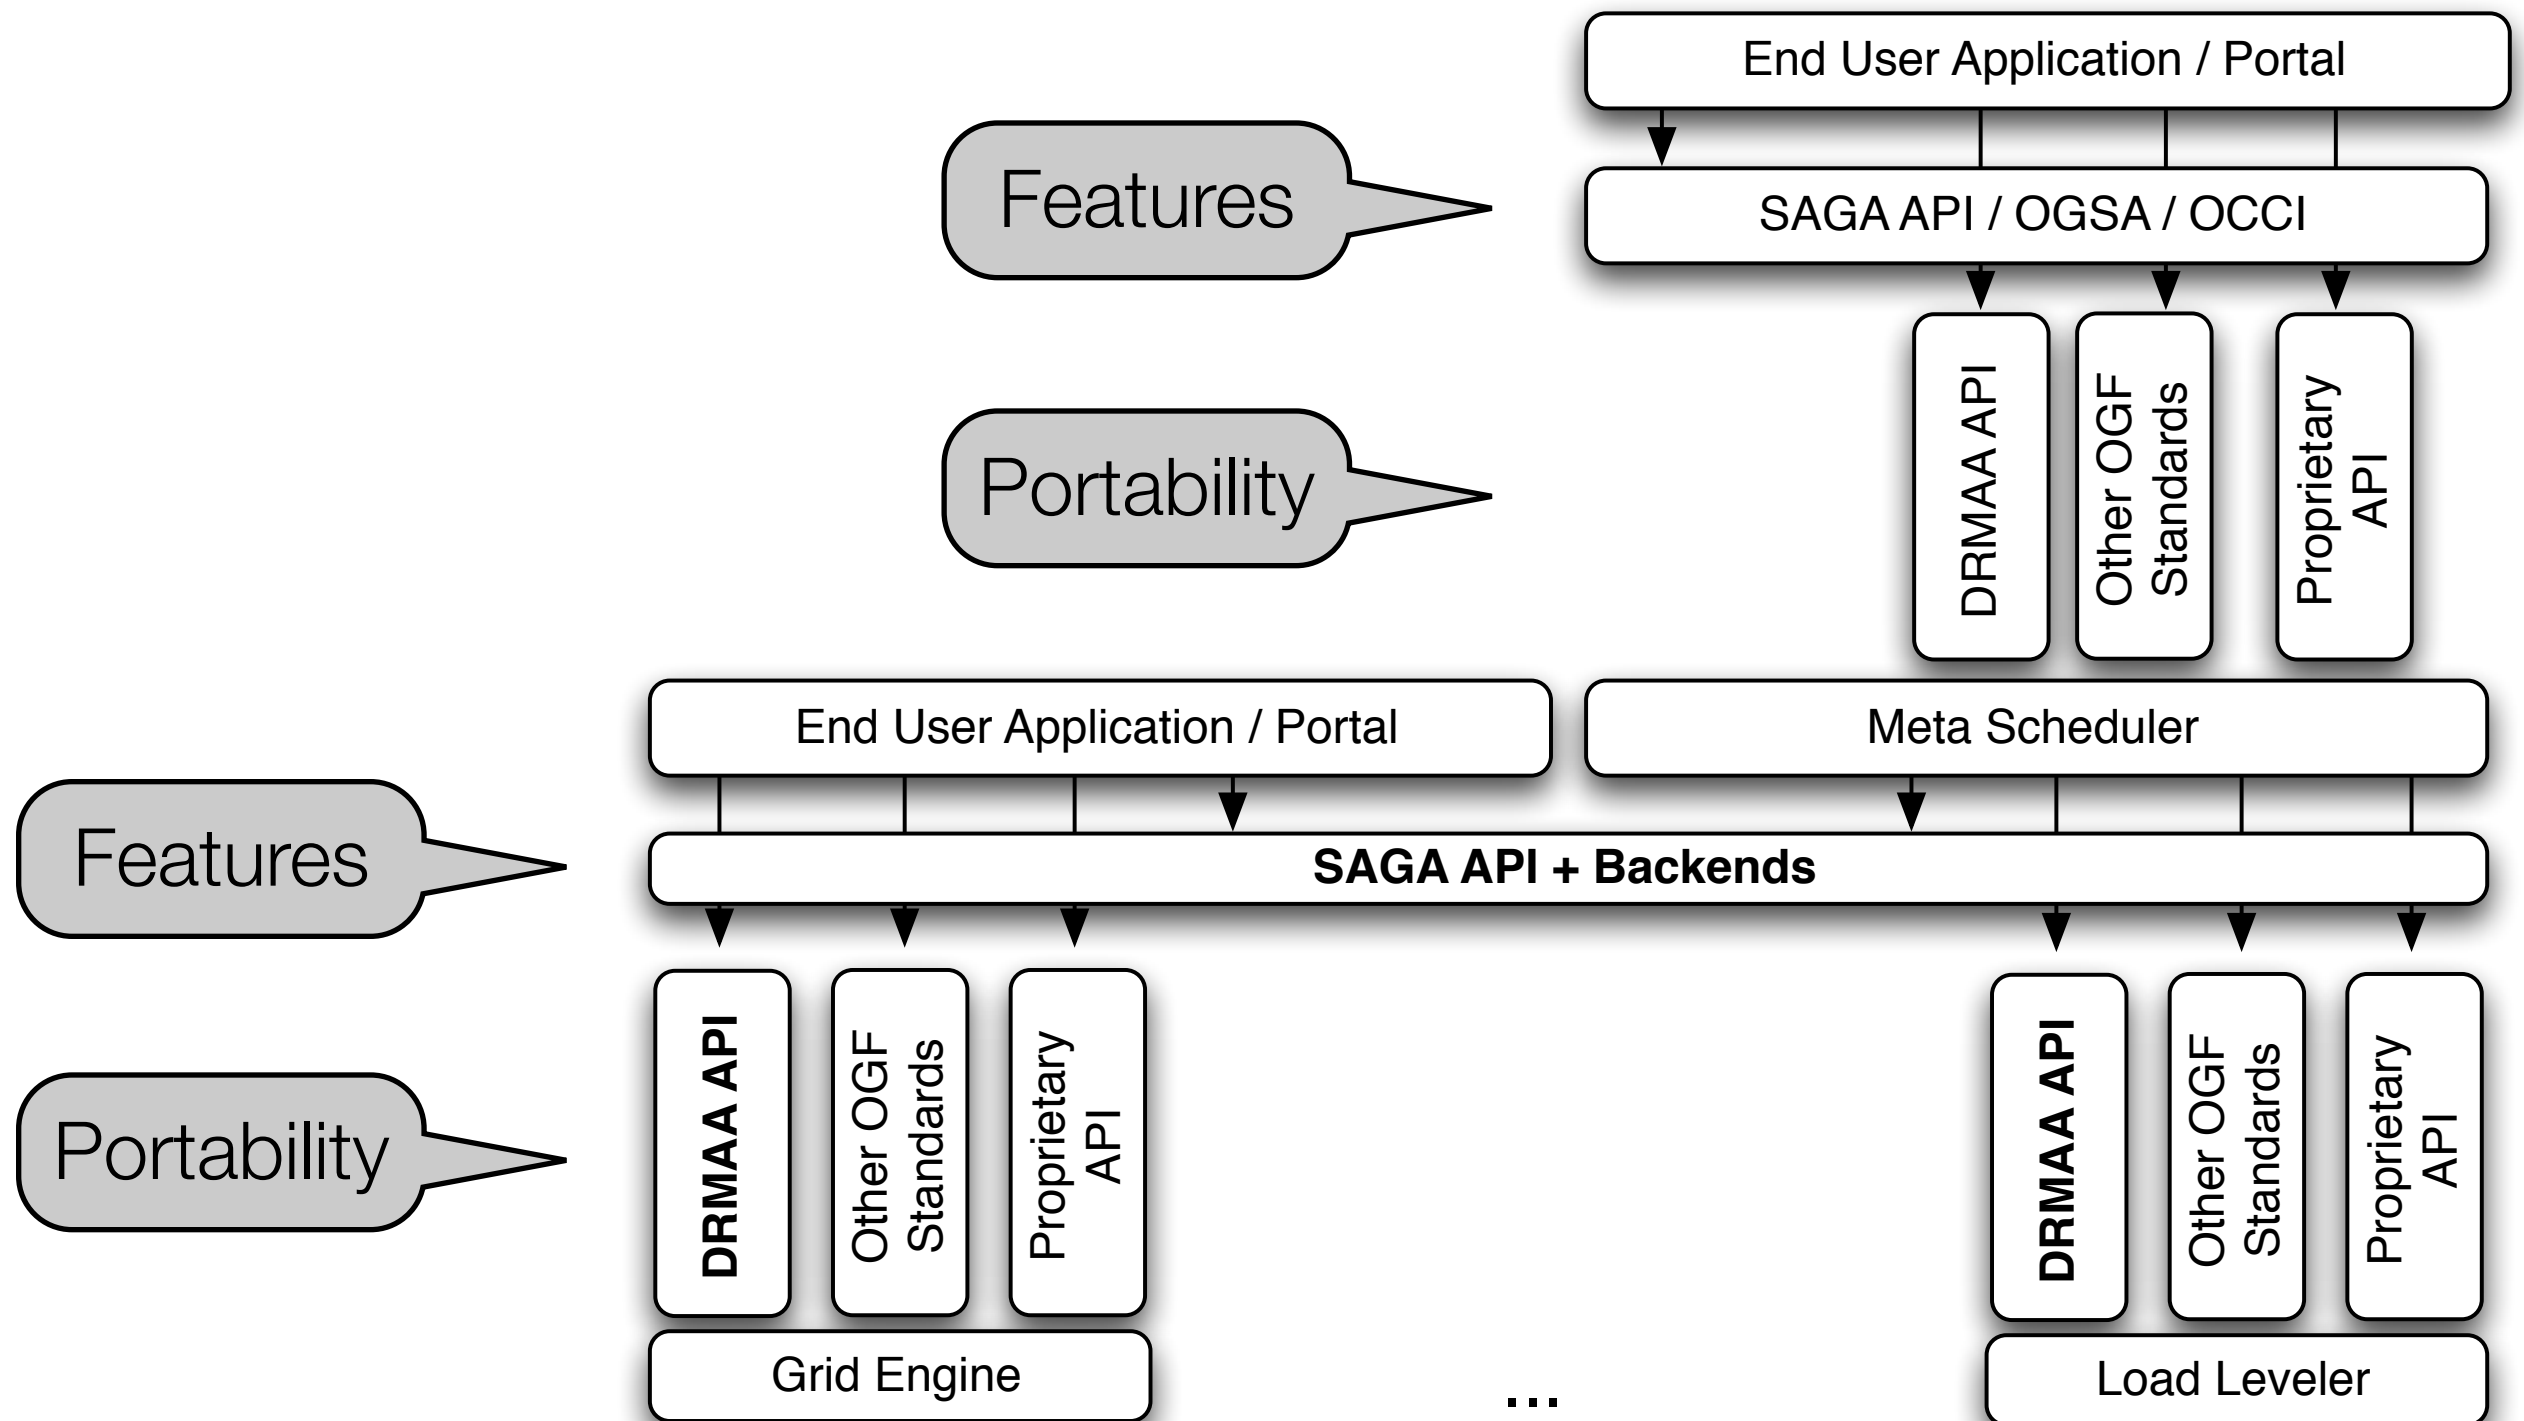 End User Application / Portal
Features
SAGA API / OGSA / OCCI
Portability
DRMAA API
Other OGF
Standards
Proprietary
API
End User Application / Portal
Meta Scheduler
Features
SAGA API + Backends
Portability
DRMAA API
Other OGF
Standards
Proprietary
API
DRMAA API
Other OGF
Standards
Proprietary
API
Grid Engine
...
Load Leveler